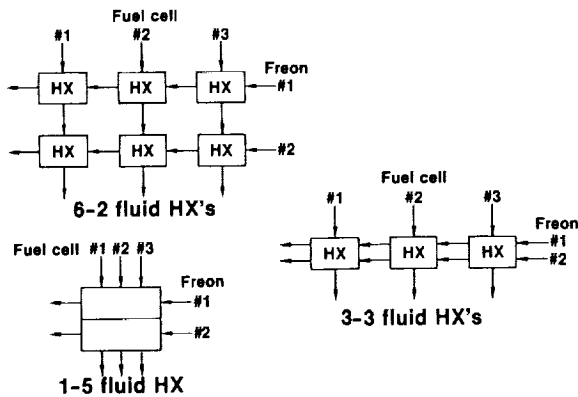 Fuel cell
#1 #2 #3
Freon
HX HX HX #1
HX HX HX #2
6-2 fluid HX's
Fuel cell #1 #2 #3
Freon
#1
#2
1-5 fluid HX
Fuel cell
#1 #2 #3
Freon
HX HX HX #1
#2
3-3 fluid HX's